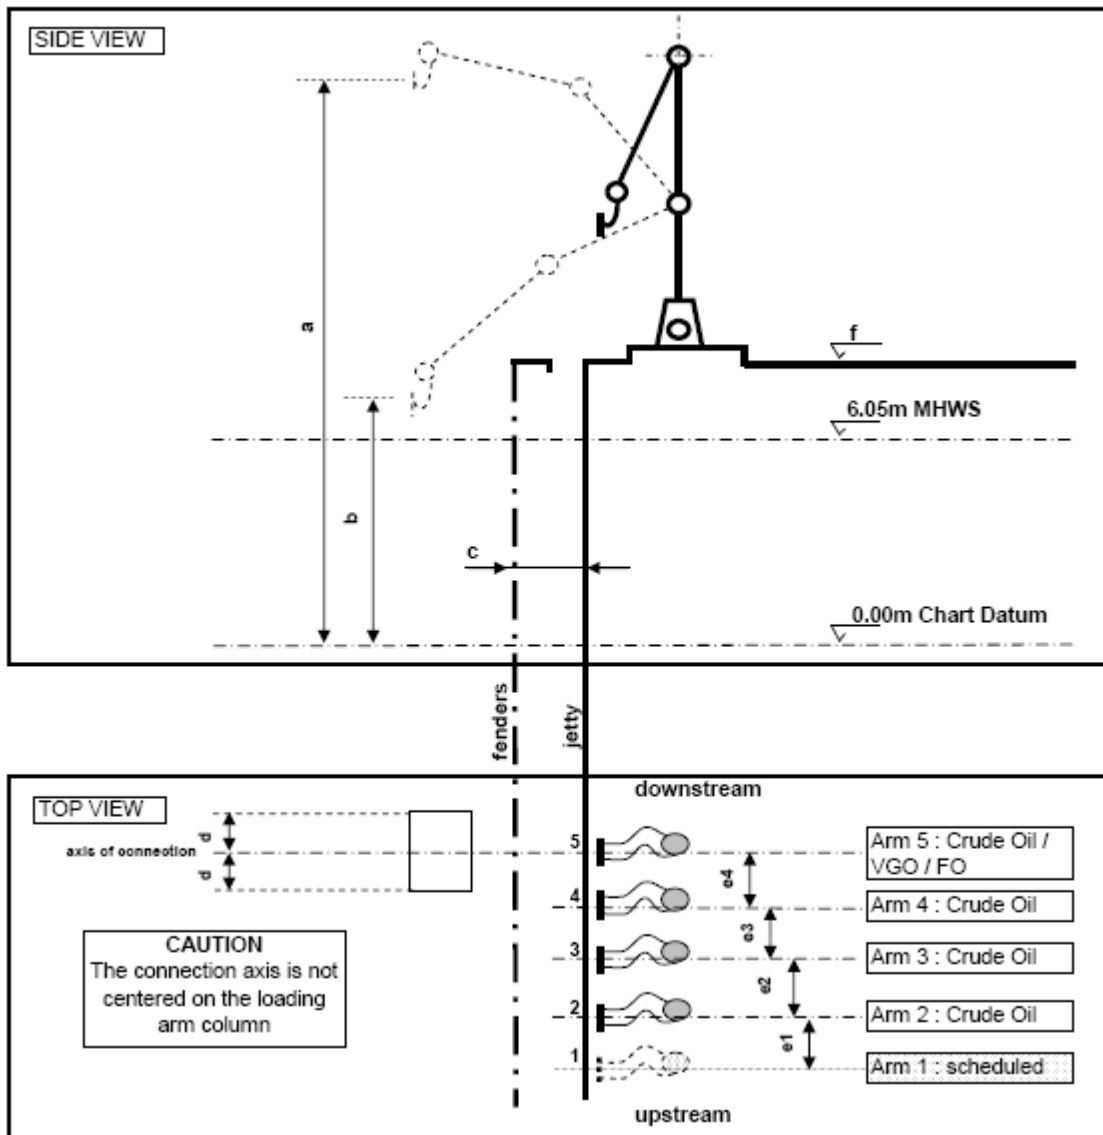 SIDE VIEW
a
f
6.05m MHWS
b
c
0.00m Chart Datum
fenders
jetty
TOP VIEW
downstream
d
axis of connection
d
5
Arm 5 : Crude Oil /
VGO / FO
e4
4
Arm 4 : Crude Oil
e3
CAUTION
The connection axis is not
centered on the loading
arm column
3
Arm 3 : Crude Oil
e2
2
Arm 2 : Crude Oil
e1
1
Arm 1 : scheduled
upstream